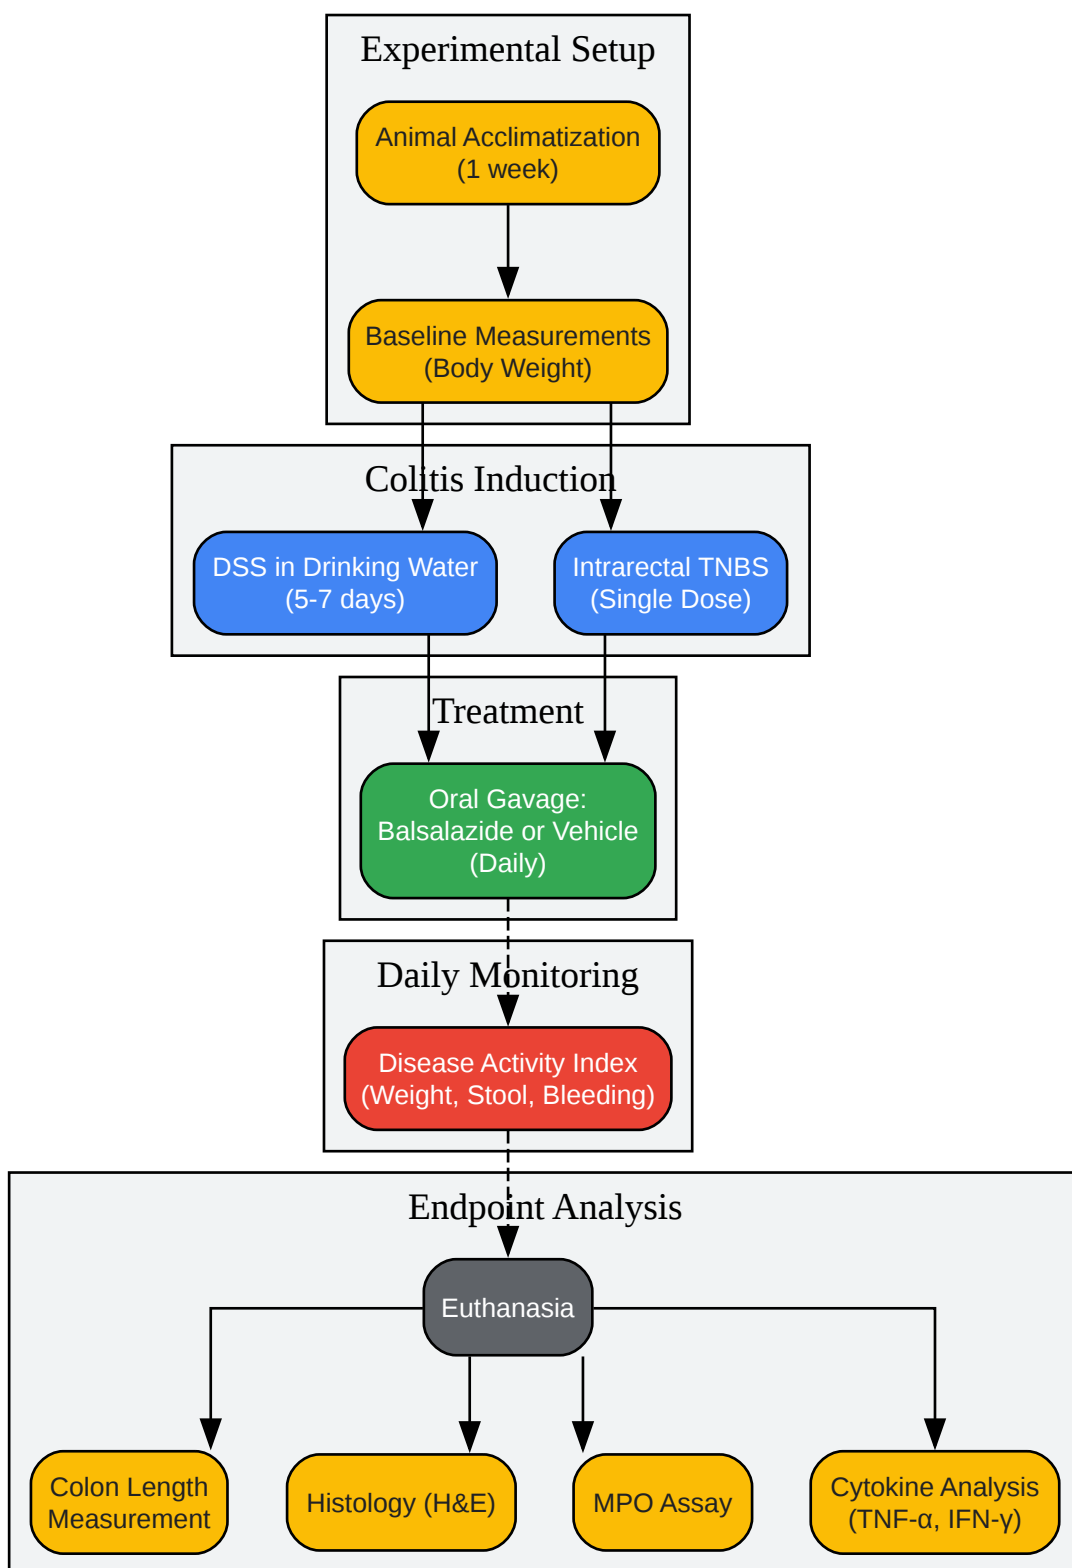 Experimental Setup
Animal Acclimatization
(1 week)
Baseline Measurements
(Body Weight)
Colitis Induction
DSS in Drinking Water
(5-7 days)
Intrarectal TNBS
(Single Dose)
Treatment
Oral Gavage:
Balsalazide or Vehicle
(Daily)
Daily Monitoring
Disease Activity Index
(Weight, Stool, Bleeding)
Endpoint Analysis
Euthanasia
Colon Length
Measurement
Histology (H&E)
MPO Assay
Cytokine Analysis
(TNF-α, IFN-γ)